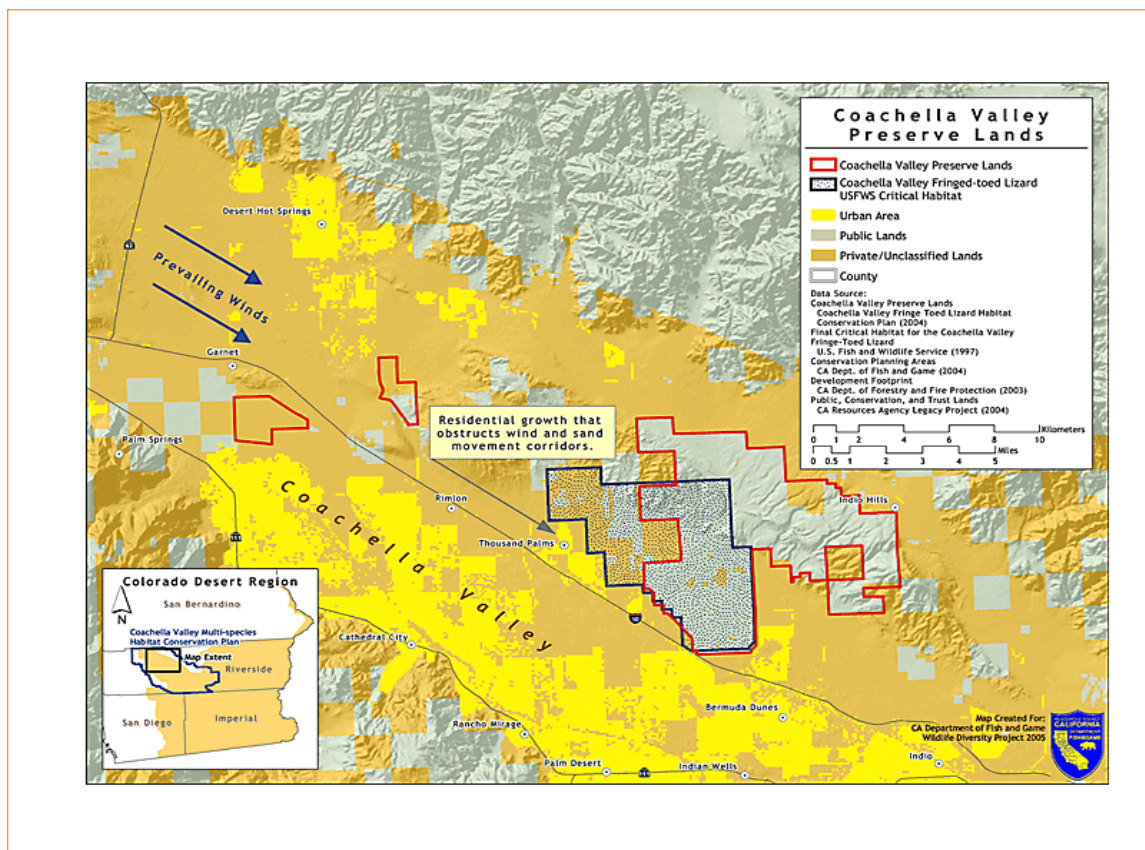 Coachella Valley
Preserve Lands
Coachella Valley Preserve Lands
Coachella Valley Fringed-toed Lizard
USFWS Critical Habitat
Urban Area
Public Lands
Private/Unclassified Lands
County
Data Source:
Coachella Valley Preserve Lands
Coachella Valley Fringe Toed Lizard Habitat
Conservation Plan (2004)
Final Critical Habitat for the Coachella Valley
Fringe-Toed Lizard
U.S. Fish and Wildlife Service (1997)
Conservation Planning Areas
CA Dept. of Fish and Game (2004)
Development Footprint
CA Dept. of Forestry and Fire Protection (2003)
Public, Conservation, and Trust Lands
CA Resources Agency Legacy Project (2004)
Kilometers
0 1 2 4 6 8 10
Miles
0 0.5 1 2 3 4 5
Desert Hot Springs
62
Prevailing Winds
Garnet
Palm Springs
Residential growth that
obstructs wind and sand
movement corridors.
Indio Hills
Rimlon
Thousand Palms
Coachella Valley
111
10
Cathedral City
Rancho Mirage
Bermuda Dunes
Palm Desert
111
Indian Wells
Indio
Colorado Desert Region
N
San Bernardino
Coachella Valley Multi-species
Habitat Conservation Plan
Map Extent
Riverside
San Diego
Imperial
Map Created For:
CA Department of Fish and Game
Wildlife Diversity Project 2005
CALIFORNIA
FISH&GAME